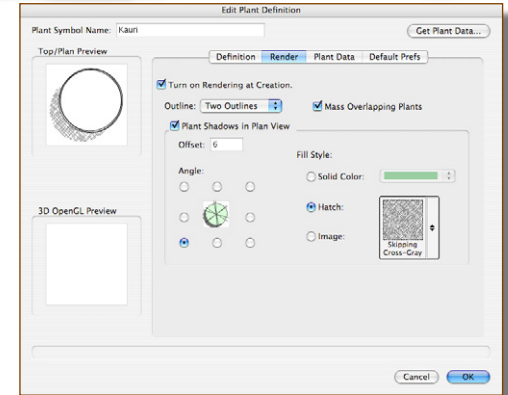 Edit Plant Definition
Plant Symbol Name: Kauri
Get Plant Data...
Top/Plan Preview
Definition Render Plant Data Default Prefs
Turn on Rendering at Creation.
Outline: Two Outlines
Mass Overlapping Plants
Plant Shadows in Plan View
Offset: 6
Fill Style:
Angle:
Solid Color:
3D OpenGL Preview
Hatch:
Image:
Skipping
Cross-Gray
Cancel OK